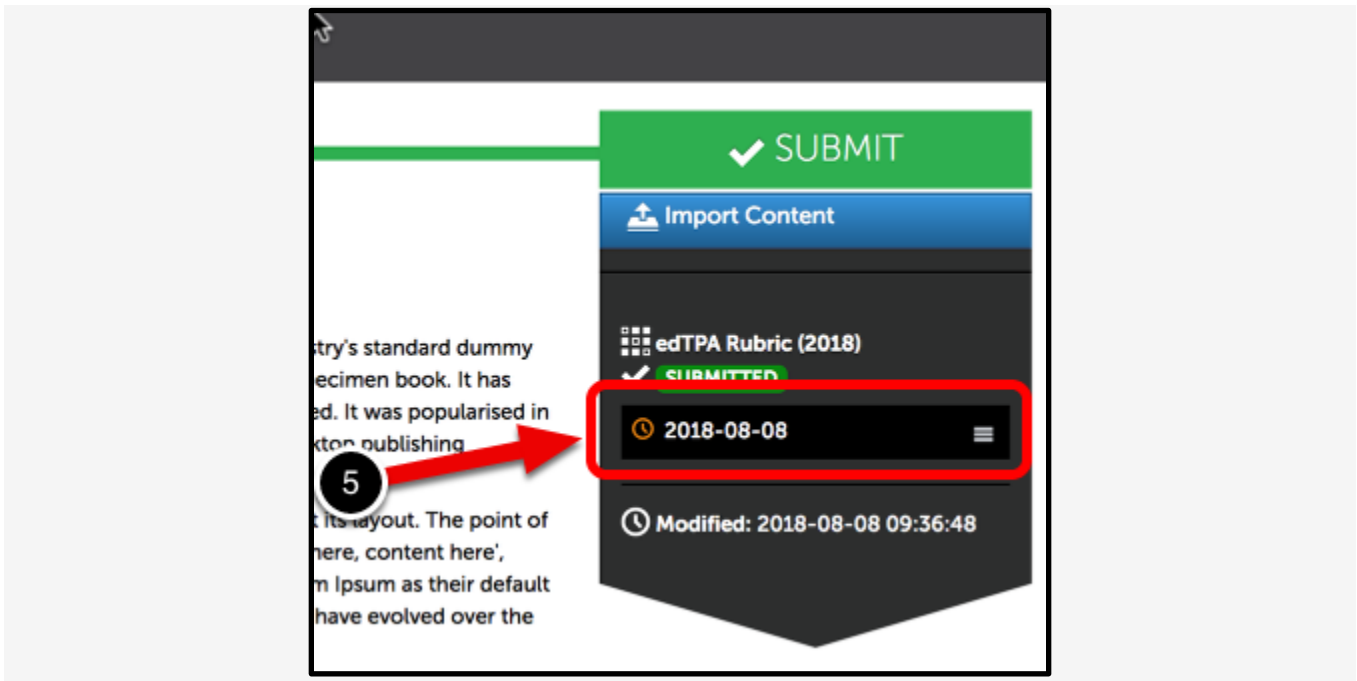 SUBMIT
Import Content
edTPA Rubric (2018)
SUBMITTED
2018-08-08
Modified: 2018-08-08 09:36:48
stry's standard dummy
ecimen book. It has
ed. It was popularised in
ktop publishing
5
its layout. The point of
here, content here',
m Ipsum as their default
have evolved over the